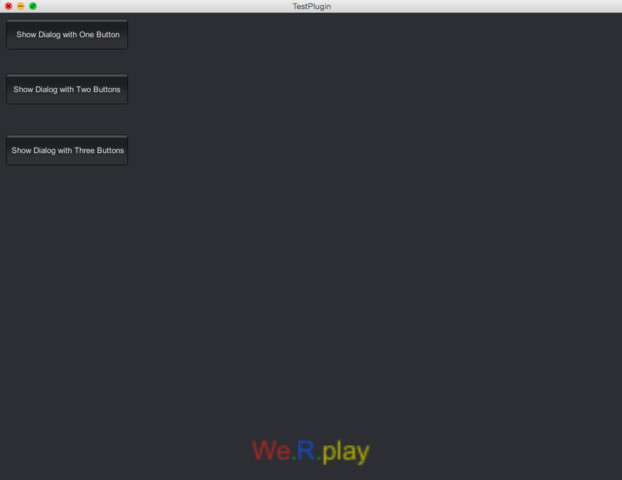 TestPlugin
Show Dialog with One Button
Show Dialog with Two Buttons
Show Dialog with Three Buttons
We.R.play